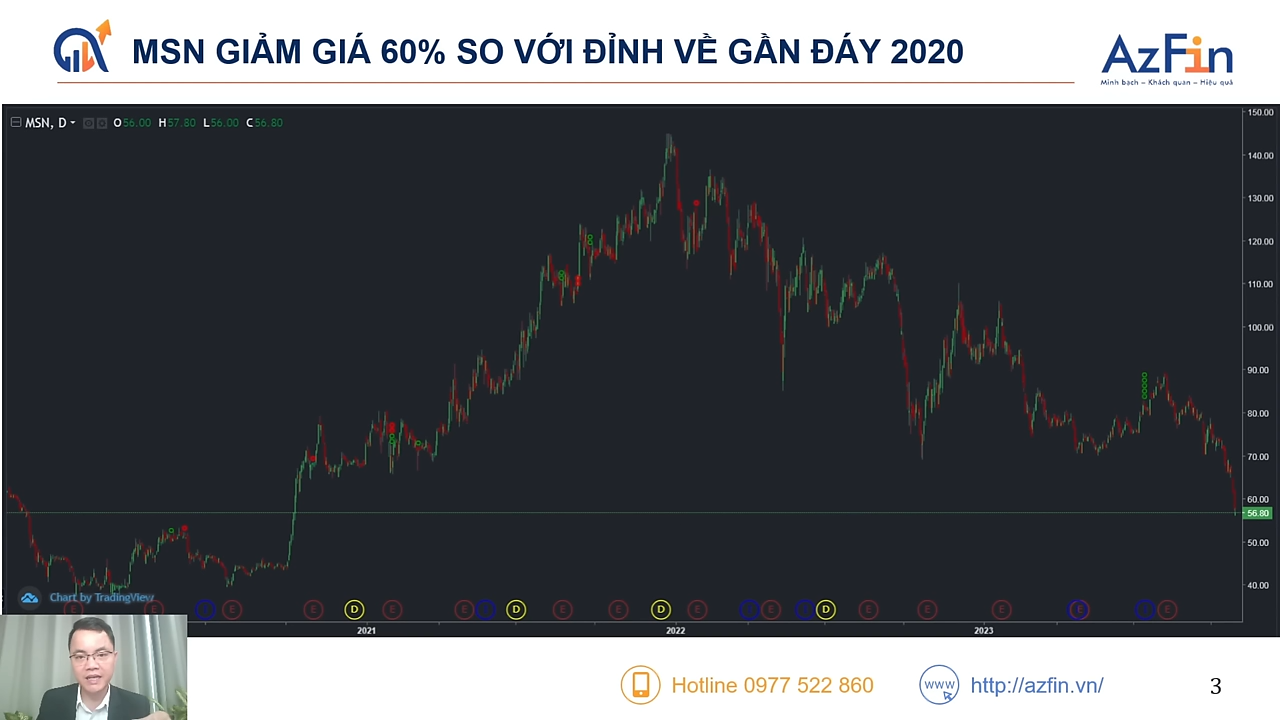 MSN GIẢM GIÁ 60% SO VỚI ĐỈNH VỀ GẦN ĐÁY 2020
AzFin
Minh bạch – Khách quan – Hiệu quả
MSN, D O56.00 H57.80 L56.00 C56.80
150.00
140.00
130.00
120.00
110.00
100.00
90.00
80.00
70.00
60.00
56.80
50.00
40.00
Chart by TradingView
E E E E D E E D E E D E E D E E E E E
2021 2022 2023
Hotline 0977 522 860
www
http://azfin.vn/
3